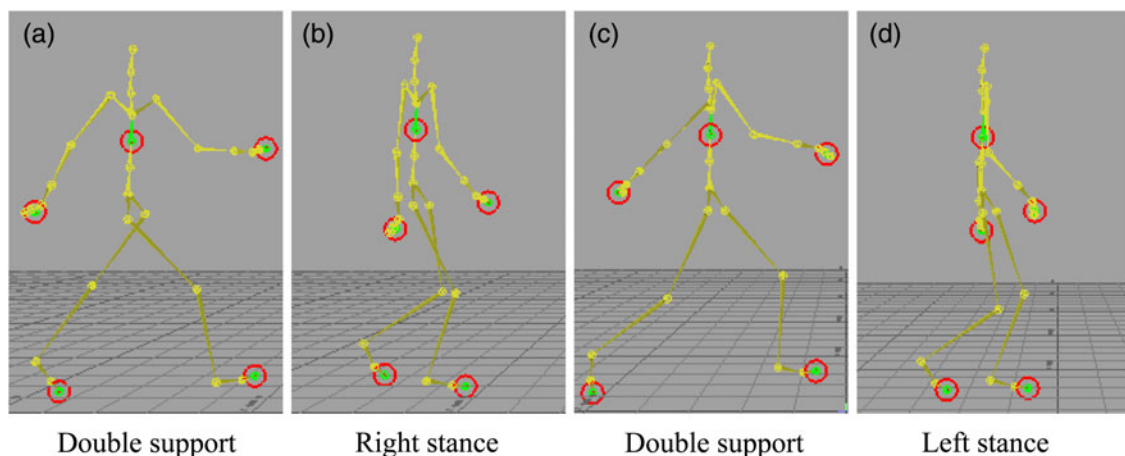 (a)
(b)
(c)
(d)
Double support
Right stance
Double support
Left stance